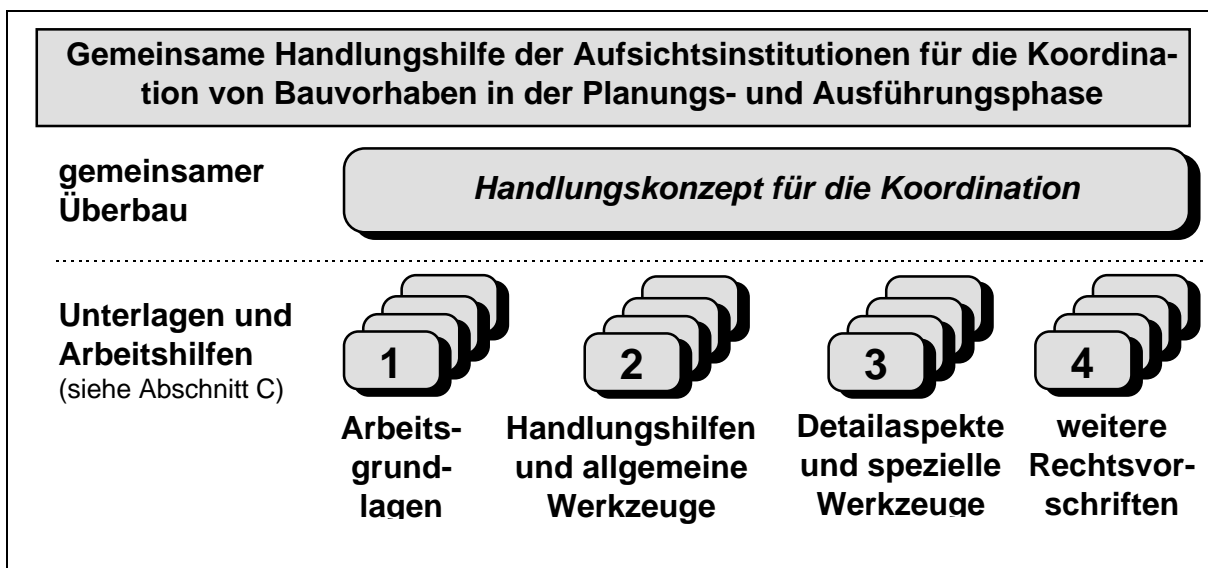 Gemeinsame Handlungshilfe der Aufsichtsinstitutionen für die Koordina-
tion von Bauvorhaben in der Planungs- und Ausführungsphase
gemeinsamer
Überbau
Handlungskonzept für die Koordination
Unterlagen und
Arbeitshilfen
(siehe Abschnitt C)
1
Arbeits-
grund-
lagen
2
Handlungshilfen
und allgemeine
Werkzeuge
3
Detailaspekte
und spezielle
Werkzeuge
4
weitere
Rechtsvor-
schriften